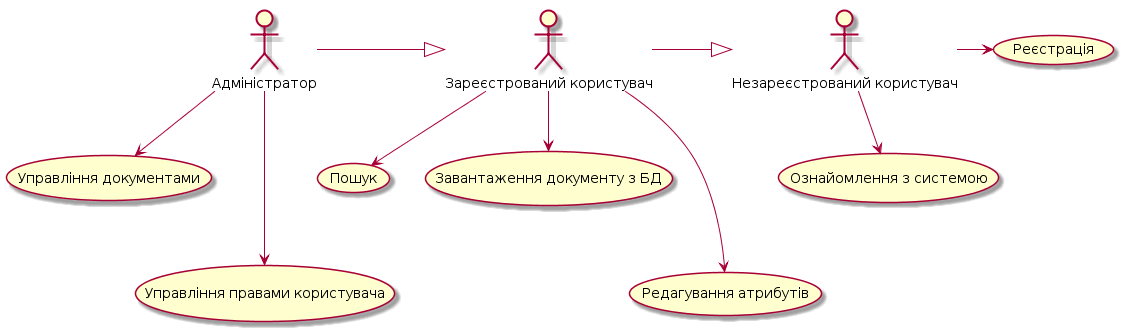 Адміністратор
Зареєстрований користувач
Незареєстрований користувач
Реєстрація
Управління документами
Пошук
Завантаження документу з БД
Ознайомлення з системою
Управління правами користувача
Редагування атрибутів